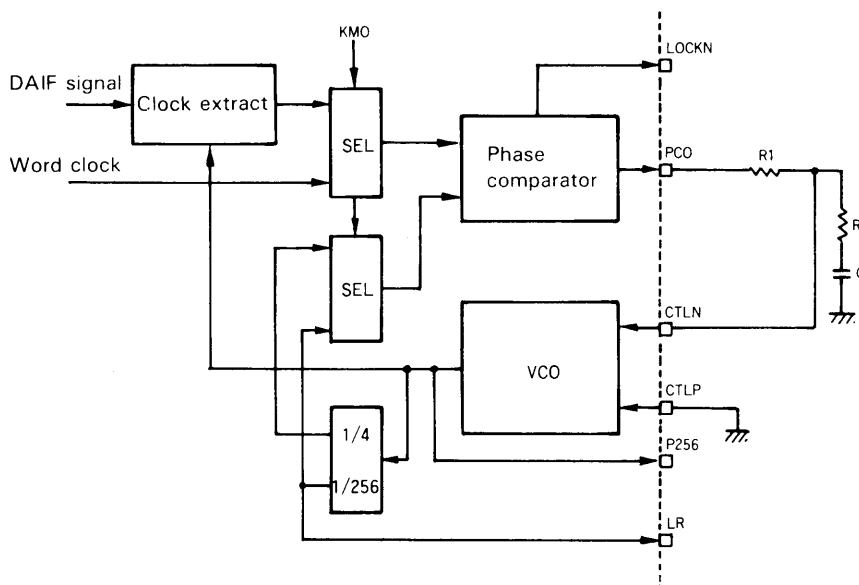 KMO
LOCKN
DAIF signal
Clock extract
SEL
Phase
comparator
PCO
R1
Word clock
R
SEL
CTLN
VCO
CTLP
1/4
P256
1/256
LR